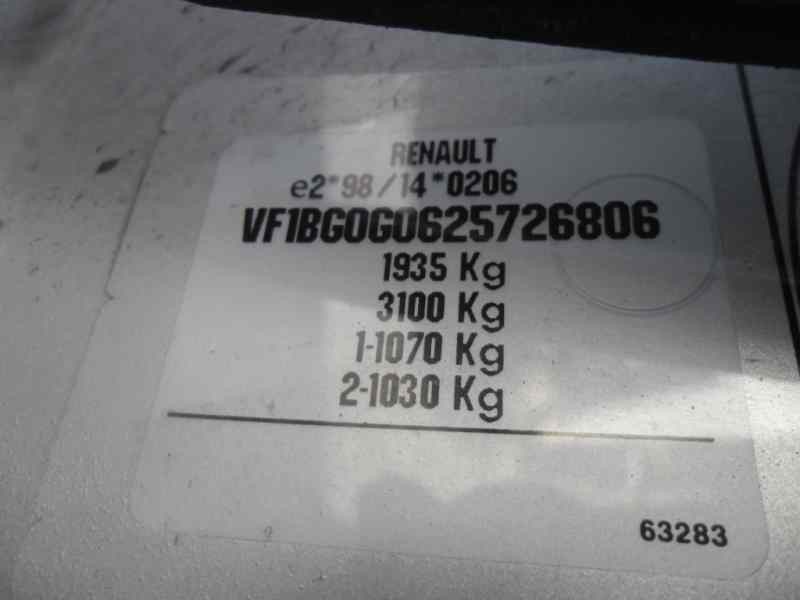 RENAULT
e2*98/14*0206
VF1BG0G0625726806
1935 Kg
3100 Kg
1-1070 Kg
2-1030 Kg
63283